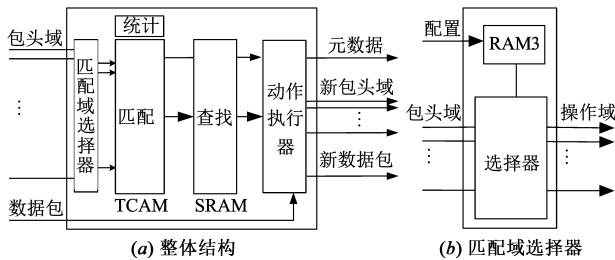 统计
包头域
匹配域选择器
匹配
查找
动作执行器
元数据
新包头域
新数据包
数据包
TCAM
SRAM
(a) 整体结构
配置
RAM3
包头域
选择器
操作域
(b) 匹配域选择器